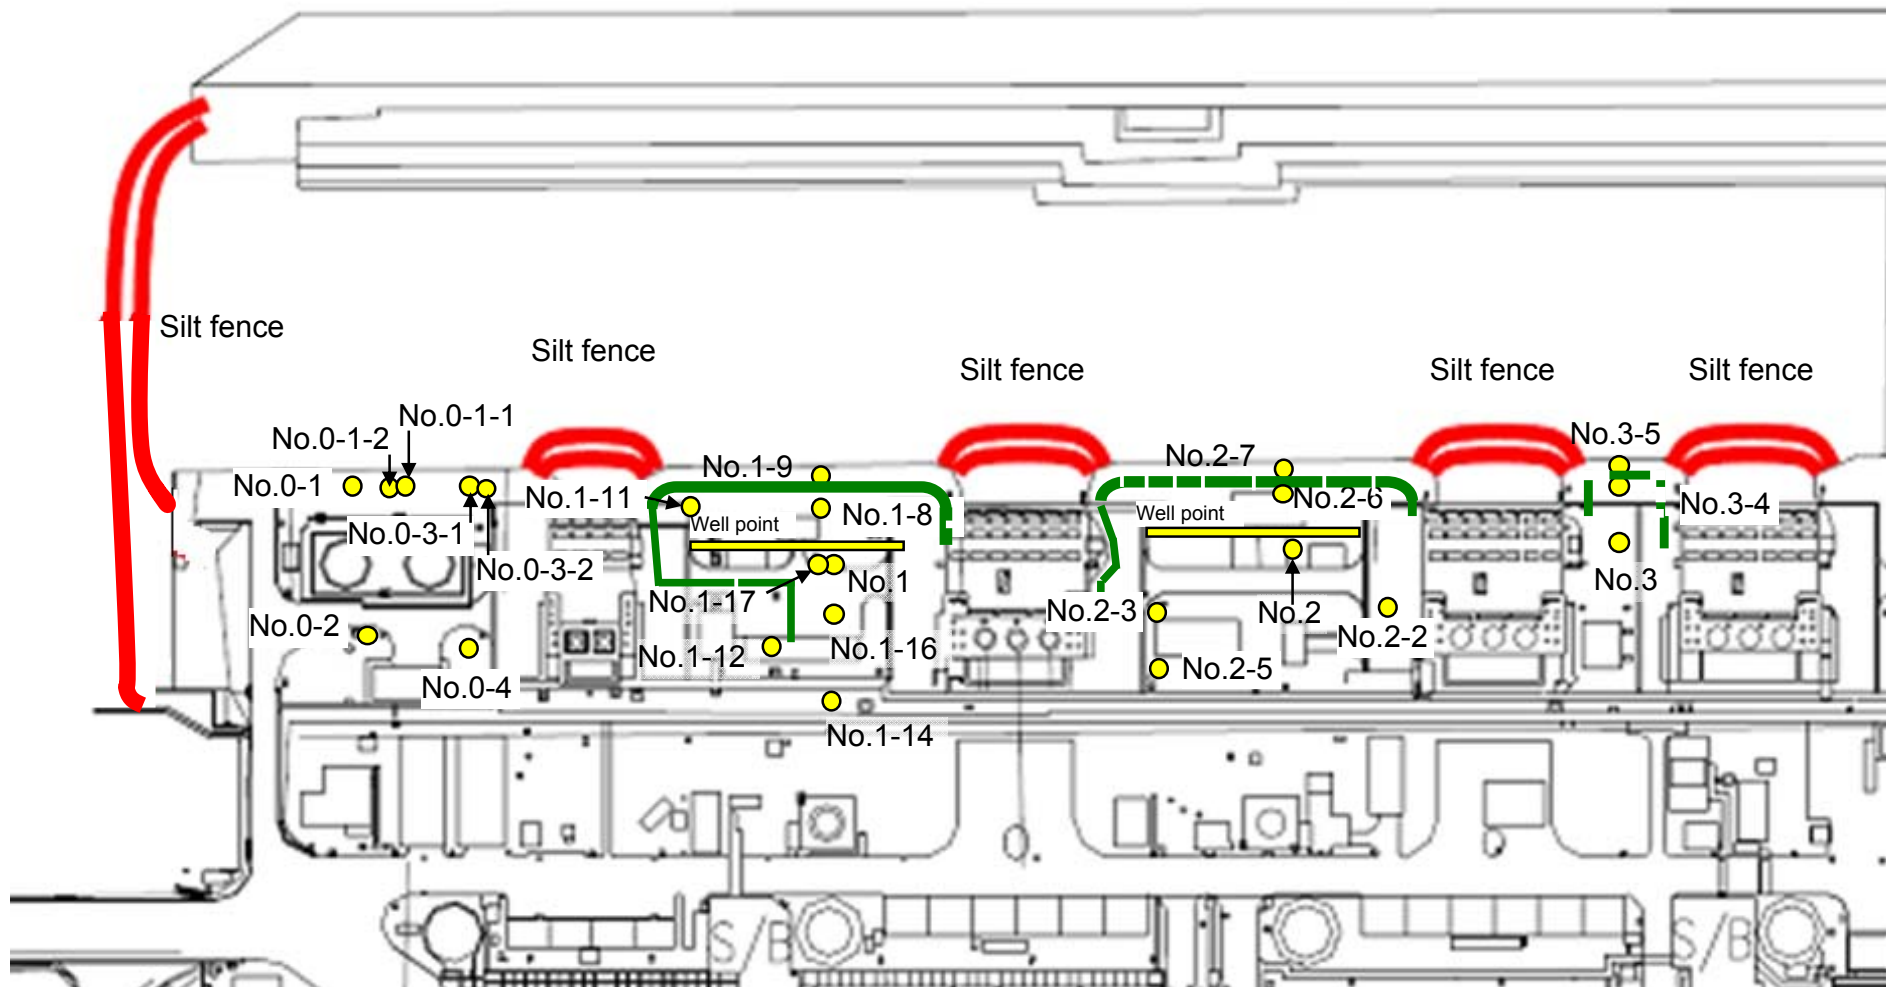 Silt fence
Silt fence
Silt fence
Silt fence
Silt fence
No.0-1-1
No.0-1-2
No.3-5
No.2-7
No.1-9
No.0-1
No.1-11
No.2-6
No.3-4
Well point
No.1-8
Well point
No.0-3-1
No.0-3-2
No.1
No.3
No.1-17
No.2-3
No.2
No.0-2
No.2-2
No.1-12
No.1-16
No.2-5
No.0-4
No.1-14
S/B
S/B